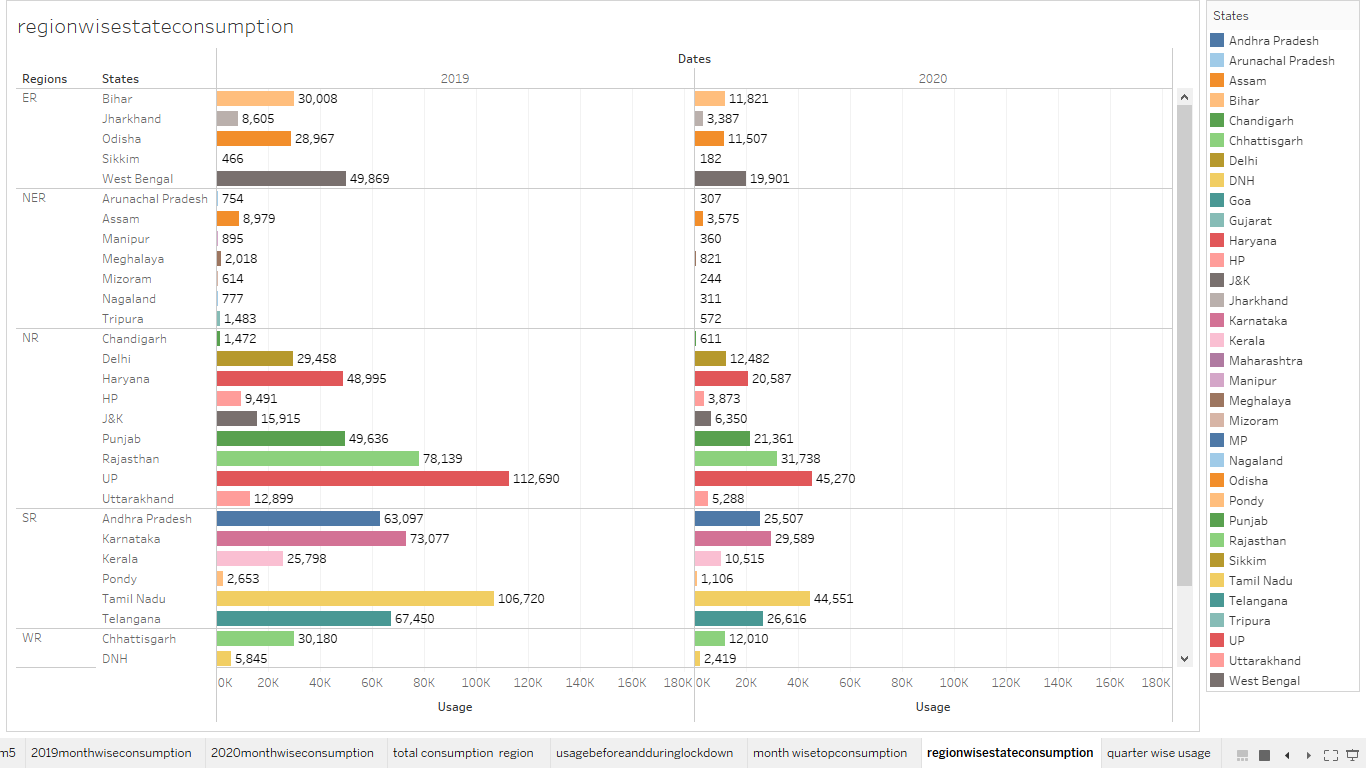 regionwisestateconsumption
Dates
Regions States 2019 2020
ER Bihar 30,008 11,821
Jharkhand 8,605 3,387
Odisha 28,967 11,507
Sikkim 466 182
West Bengal 49,869 19,901
NER Arunachal Pradesh 754 307
Assam 8,979 3,575
Manipur 895 360
Meghalaya 2,018 821
Mizoram 614 244
Nagaland 777 311
Tripura 1,483 572
NR Chandigarh 1,472 611
Delhi 29,458 12,482
Haryana 48,995 20,587
HP 9,491 3,873
J&K 15,915 6,350
Punjab 49,636 21,361
Rajasthan 78,139 31,738
UP 112,690 45,270
Uttarakhand 12,899 5,288
SR Andhra Pradesh 63,097 25,507
Karnataka 73,077 29,589
Kerala 25,798 10,515
Pondy 2,653 1,106
Tamil Nadu 106,720 44,551
Telangana 67,450 26,616
WR Chhattisgarh 30,180 12,010
DNH 5,845 2,419
0K 20K 40K 60K 80K 100K 120K 140K 160K 180K 0K 20K 40K 60K 80K 100K 120K 140K 160K 180K
Usage Usage
States
Andhra Pradesh
Arunachal Pradesh
Assam
Bihar
Chandigarh
Chhattisgarh
Delhi
DNH
Goa
Gujarat
Haryana
HP
J&K
Jharkhand
Karnataka
Kerala
Maharashtra
Manipur
Meghalaya
Mizoram
MP
Nagaland
Odisha
Pondy
Punjab
Rajasthan
Sikkim
Tamil Nadu
Telangana
Tripura
UP
Uttarakhand
West Bengal
m5 2019monthwiseconsumption 2020monthwiseconsumption total consumption region usagebeforeandduringlockdown month wisetopconsumption regionwisestateconsumption quarter wise usage